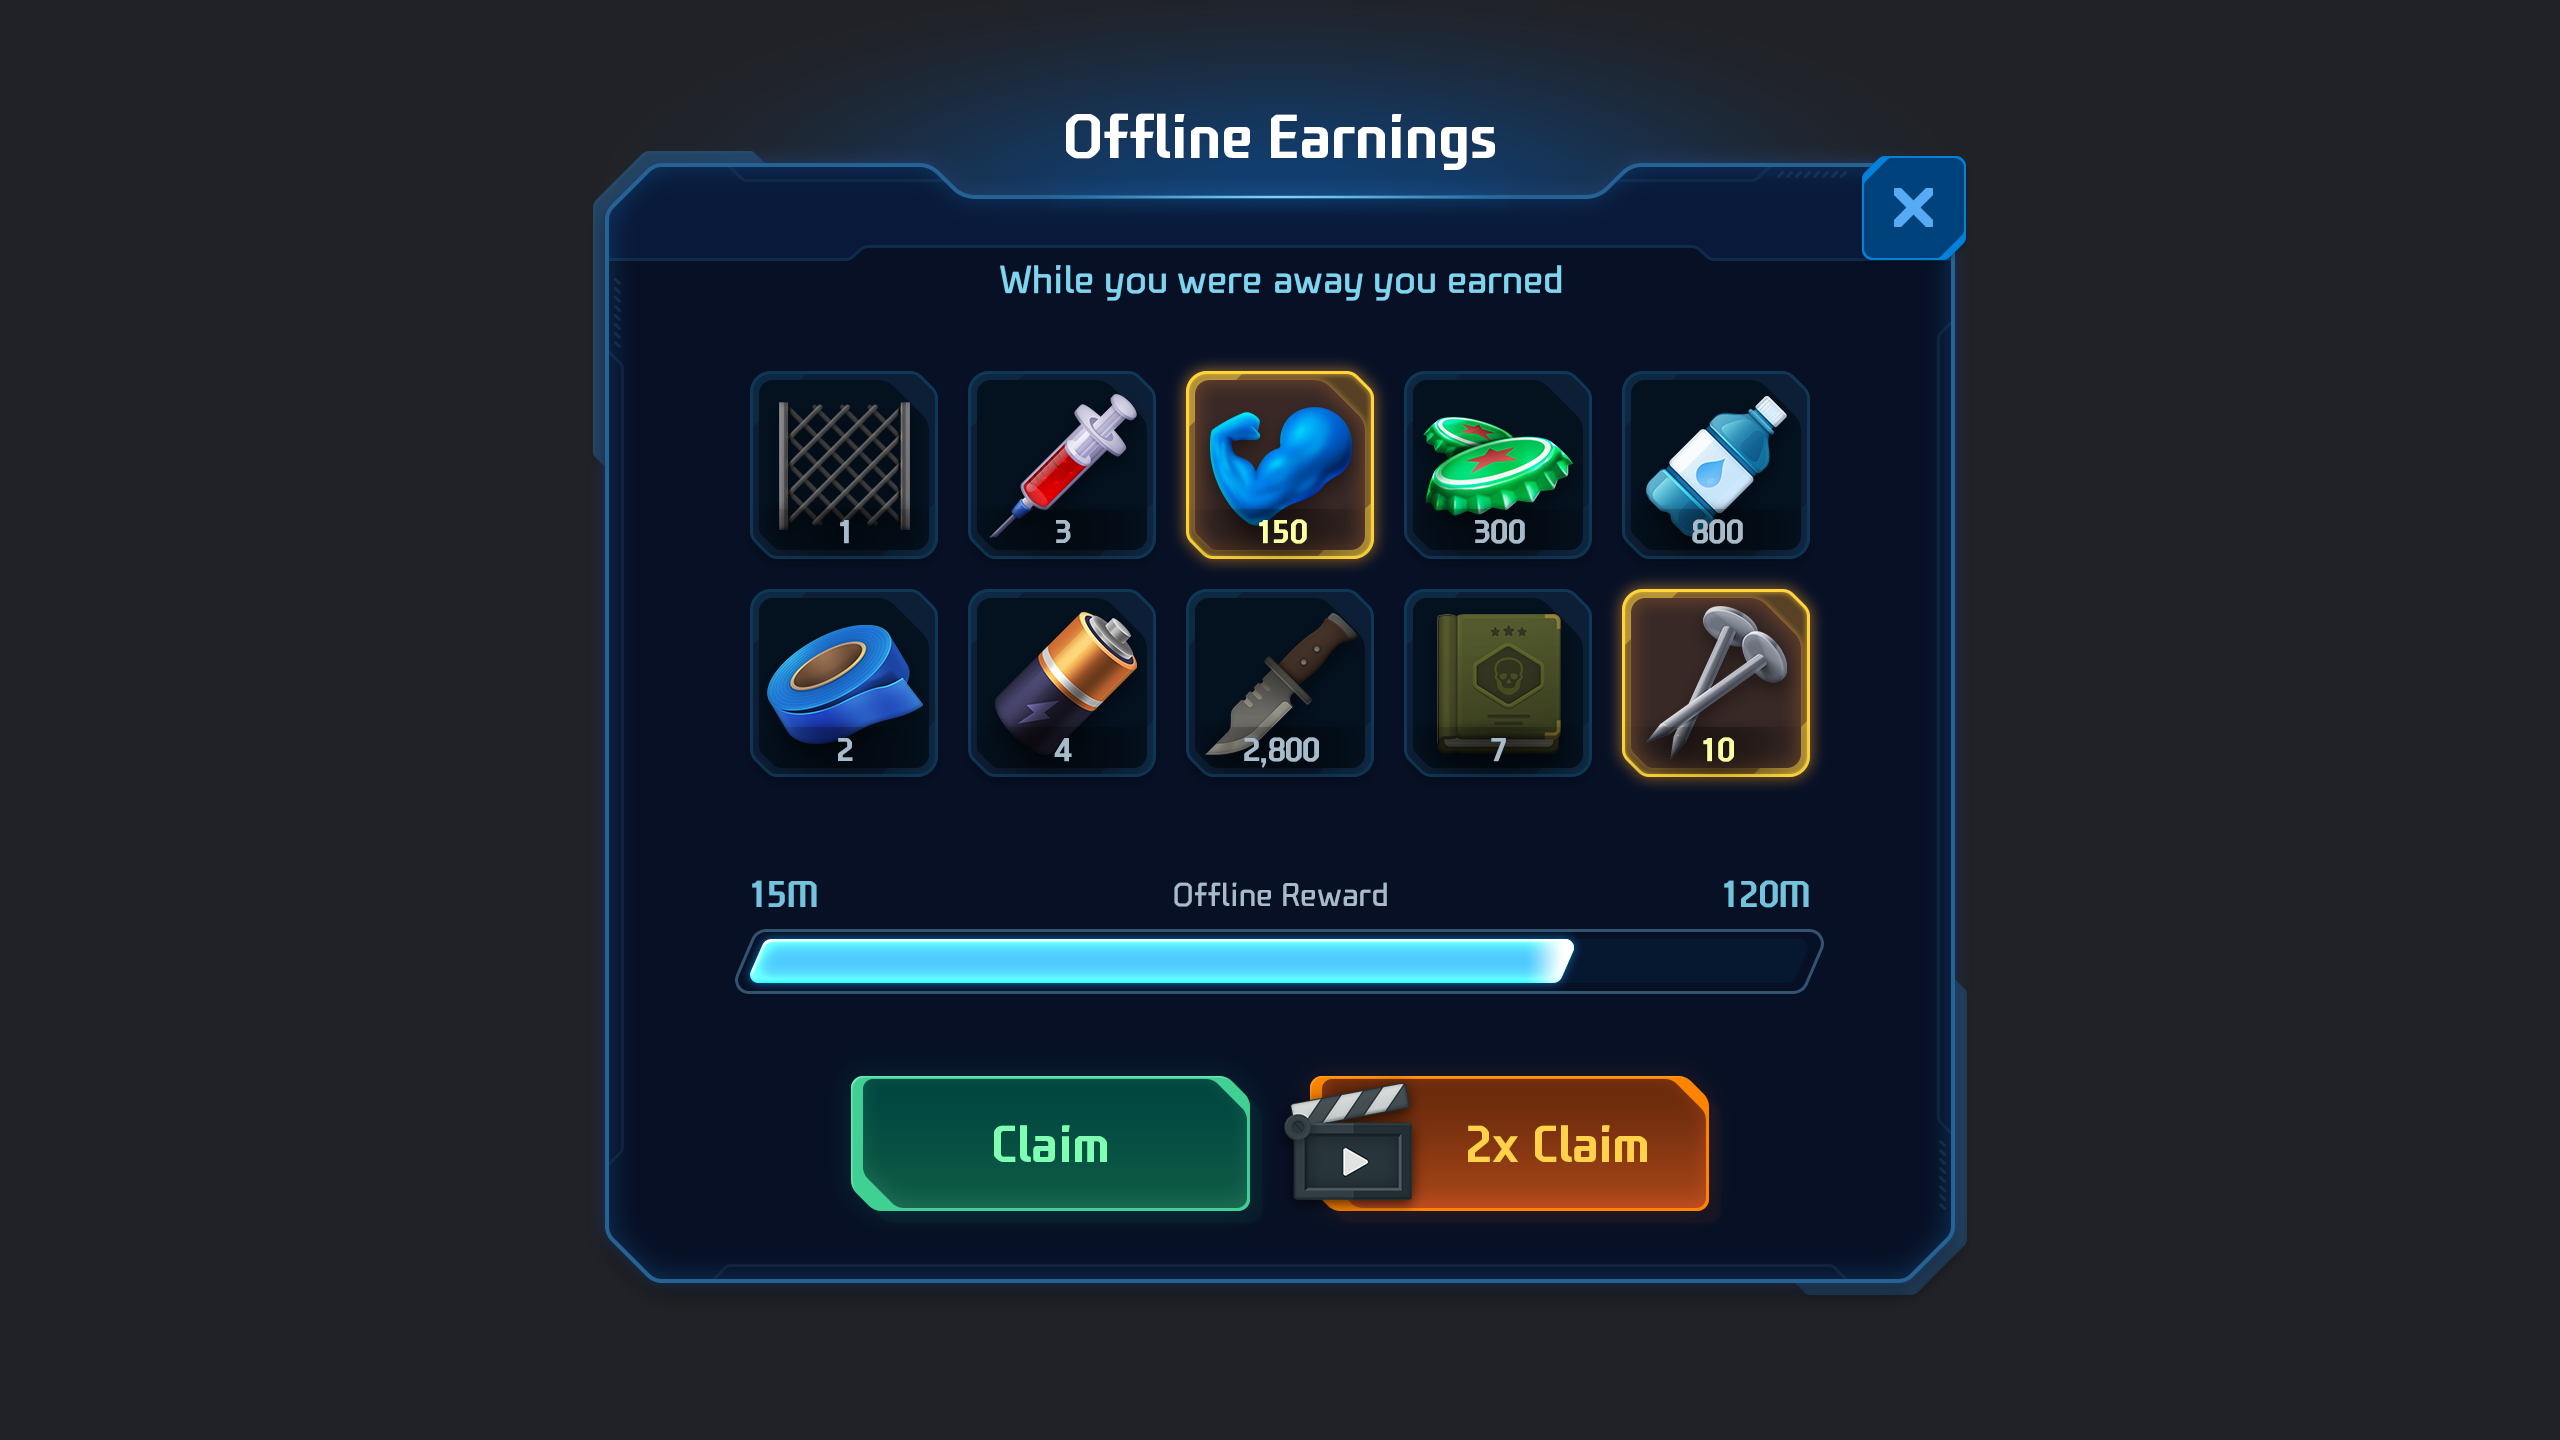 Offline Earnings
While you were away you earned
1
3
150
300
800
2
4
2,800
7
10
15M
Offline Reward
120M
Claim
2x Claim